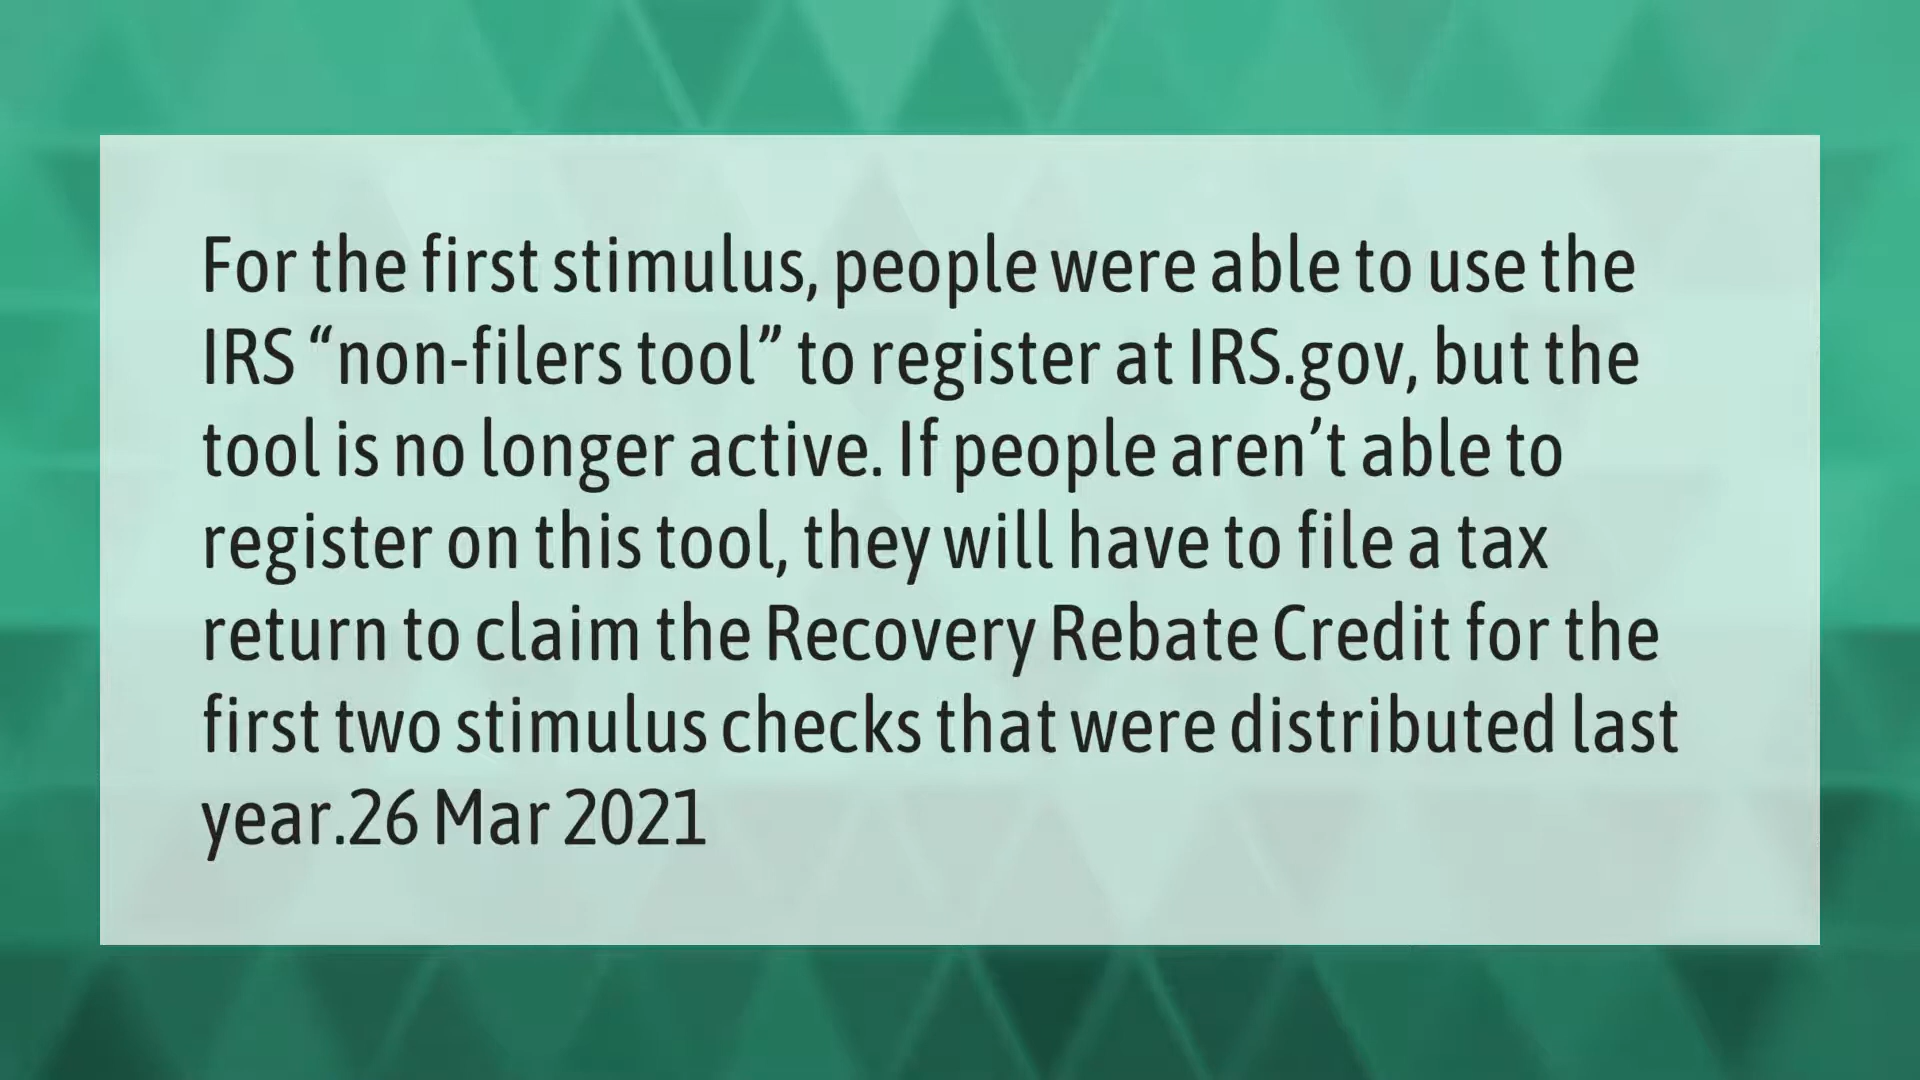 For the first stimulus, people were able to use the
IRS “non-filers tool” to register at IRS.gov, but the
tool is no longer active. If people aren’t able to
register on this tool, they will have to file a tax
return to claim the Recovery Rebate Credit for the
first two stimulus checks that were distributed last
year.26 Mar 2021